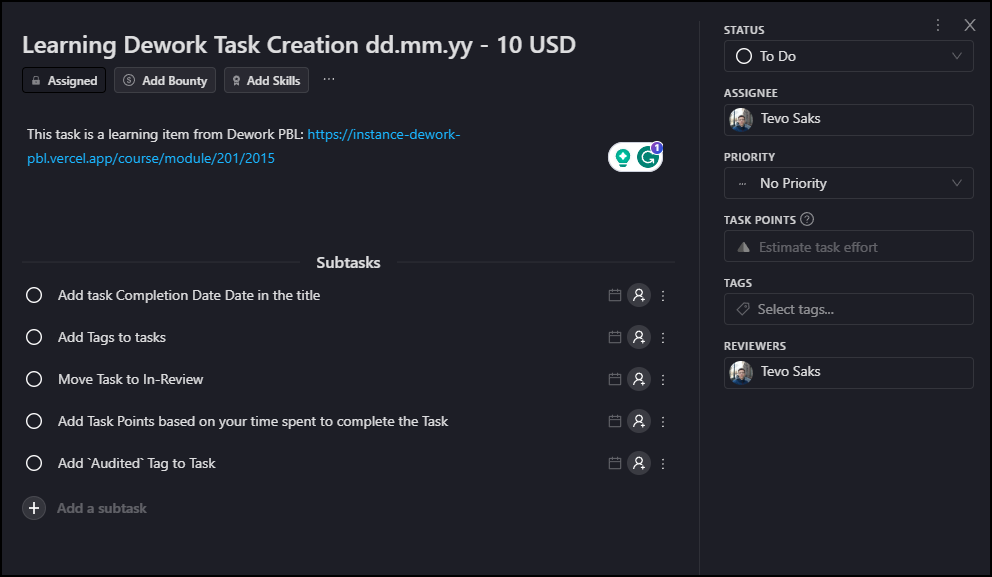 Learning Dework Task Creation dd.mm.yy - 10 USD
Assigned
Add Bounty
Add Skills
This task is a learning item from Dework PBL: https://instance-dework-
pbl.vercel.app/course/module/201/2015
1
Subtasks
Add task Completion Date Date in the title
Add Tags to tasks
Move Task to In-Review
Add Task Points based on your time spent to complete the Task
Add `Audited` Tag to Task
Add a subtask
STATUS
To Do
ASSIGNEE
Tevo Saks
PRIORITY
No Priority
TASK POINTS
Estimate task effort
TAGS
Select tags...
REVIEWERS
Tevo Saks